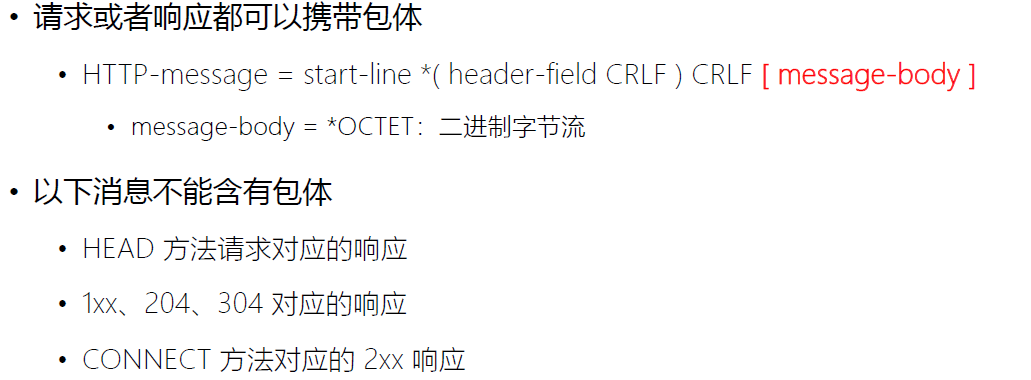 • 请求或者响应都可以携带包体
• HTTP-message = start-line *( header-field CRLF ) CRLF [ message-body ]
• message-body = *OCTET：二进制字节流
• 以下消息不能含有包体
• HEAD 方法请求对应的响应
• 1xx、204、304 对应的响应
• CONNECT 方法对应的 2xx 响应